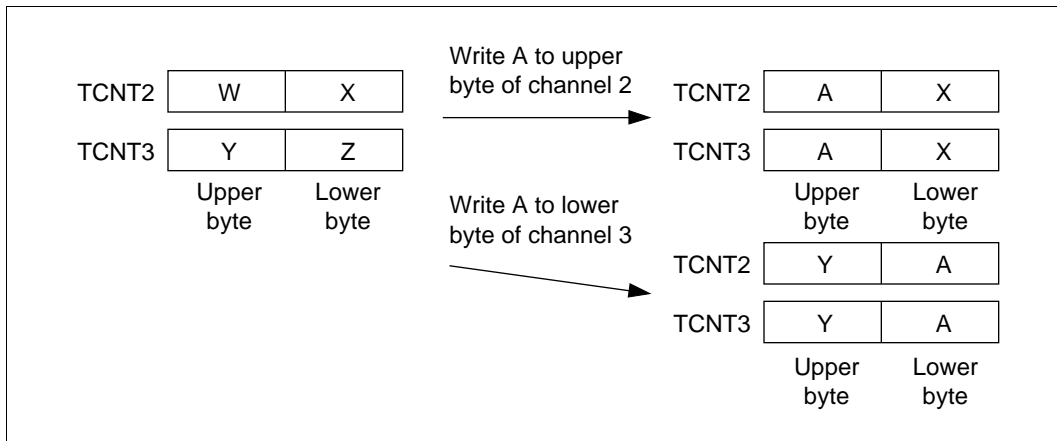 Write A to upper
byte of channel 2
TCNT2 W X
TCNT3 Y Z
Upper Lower
byte byte
TCNT2 A X
TCNT3 A X
Upper Lower
byte byte
Write A to lower
byte of channel 3
TCNT2 Y A
TCNT3 Y A
Upper Lower
byte byte